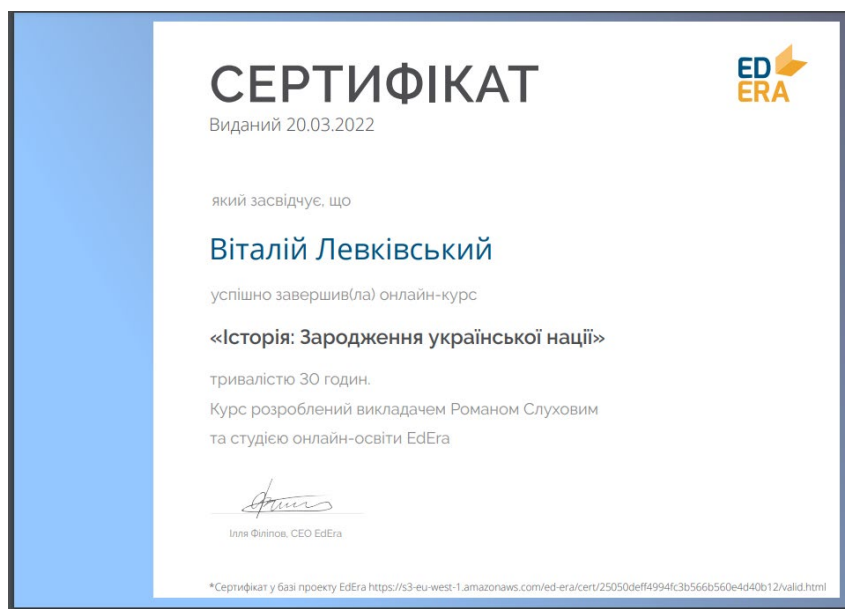 СЕРТИФІКАТ
ED
ERA
Виданий 20.03.2022
який засвідчує, що
Віталій Левківський
успішно завершив(ла) онлайн-курс
«Історія: Зародження української нації»
тривалістю 30 годин.
Курс розроблений викладачем Романом Слуховим
та студією онлайн-освіти EdEra
Ілля Філіпов, CEO EdEra
*Сертифікат у базі проекту EdEra https://s3-eu-west-1.amazonaws.com/ed-era/cert/25050deff4994fc3b566b560e4d40b12/valid.html